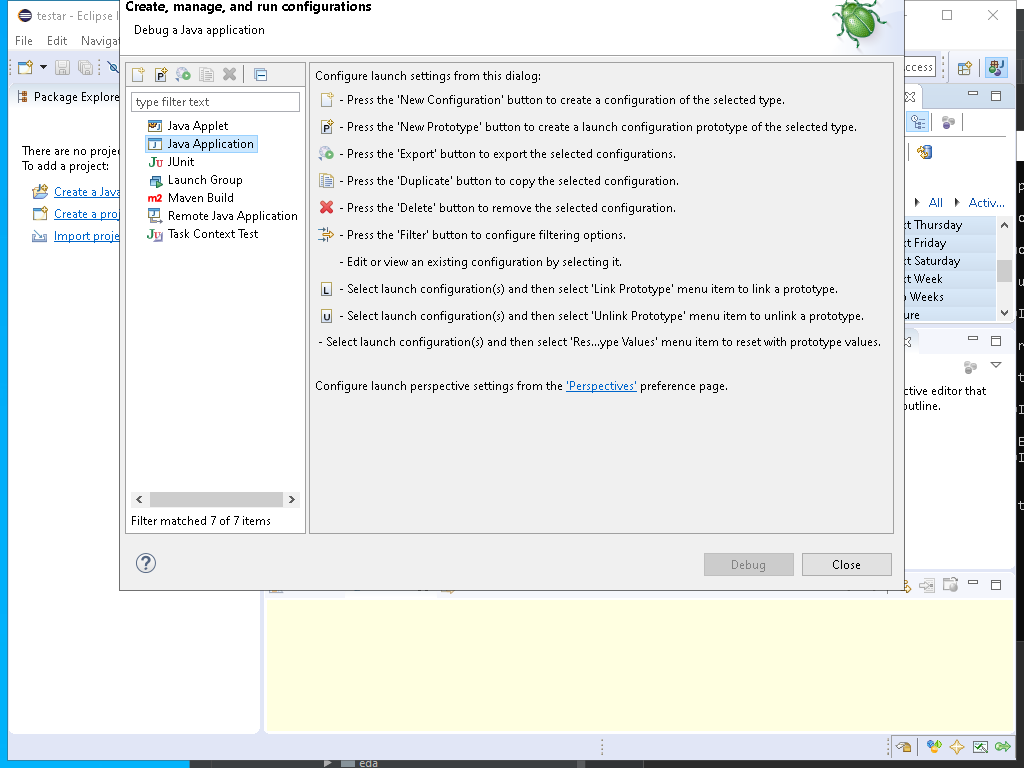 testar - Eclipse I
Create, manage, and run configurations
Debug a Java application
File Edit Navigat
ccess
Package Explore
There are no projec
To add a project:
Create a Java
Create a proj
Import proje
type filter text
Java Applet
Java Application
JUnit
Launch Group
Maven Build
Remote Java Application
Task Context Test
Filter matched 7 of 7 items
Configure launch settings from this dialog:
- Press the 'New Configuration' button to create a configuration of the selected type.
- Press the 'New Prototype' button to create a launch configuration prototype of the selected type.
- Press the 'Export' button to export the selected configurations.
- Press the 'Duplicate' button to copy the selected configuration.
- Press the 'Delete' button to remove the selected configuration.
- Press the 'Filter' button to configure filtering options.
- Edit or view an existing configuration by selecting it.
- Select launch configuration(s) and then select 'Link Prototype' menu item to link a prototype.
- Select launch configuration(s) and then select 'Unlink Prototype' menu item to unlink a prototype.
- Select launch configuration(s) and then select 'Res...ype Values' menu item to reset with prototype values.
Configure launch perspective settings from the 'Perspectives' preference page.
Debug
Close
All
Activ...
xt Thursday
xt Friday
xt Saturday
xt Week
o Weeks
ure
ctive editor that
outline.
eda